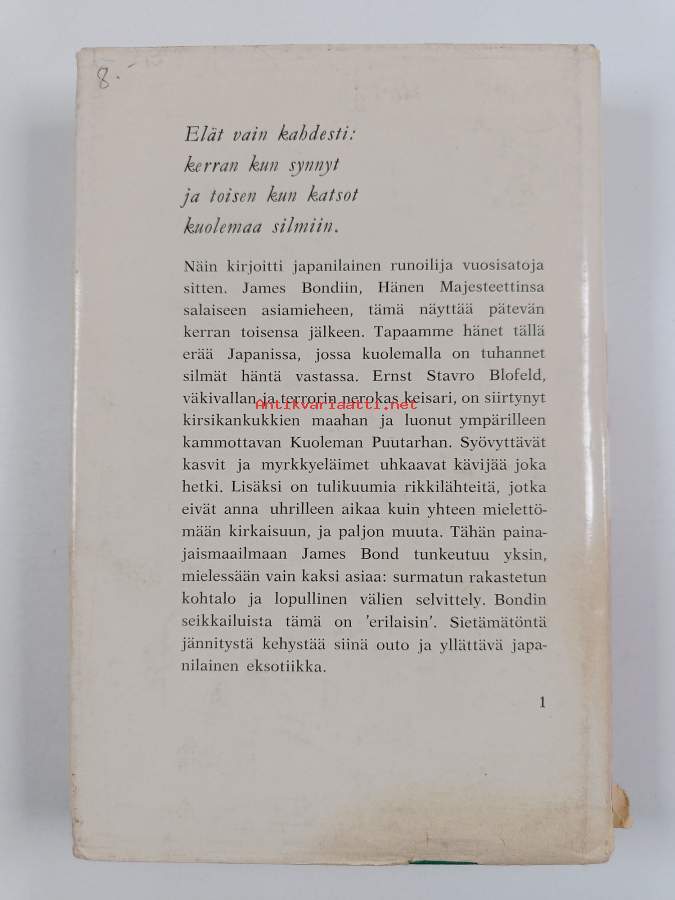 8.-
Elät vain kahdesti:
kerran kun synnyt
ja toisen kun katsot
kuolemaa silmiin.
Näin kirjoitti japanilainen runoilija vuosisatoja
sitten. James Bondiin, Hänen Majesteettinsa
salaiseen asiamieheen, tämä näyttää pätevän
kerran toisensa jälkeen. Tapaamme hänet tällä
erää Japanissa, jossa kuolemalla on tuhannet
silmät häntä vastassa. Ernst Stavro Blofeld,
väkivallan ja terrorin nerokas keisari, on siirtynyt
Antikvariaatti.net
kirsikankukkien maahan ja luonut ympärilleen
kammottavan Kuoleman Puutarhan. Syövyttävät
kasvit ja myrkkyeläimet uhkaavat kävijää joka
hetki. Lisäksi on tulikuumia rikkilähteitä, jotka
eivät anna uhrilleen aikaa kuin yhteen mielettö-
mään kirkaisuun, ja paljon muuta. Tähän paina-
jaismaailmaan James Bond tunkeutuu yksin,
mielessään vain kaksi asiaa: surmatun rakastetun
kohtalo ja lopullinen välien selvittely. Bondin
seikkailuista tämä on 'erilaisin'. Sietämätöntä
jännitystä kehystää siinä outo ja yllättävä japa-
nilainen eksotiikka.
1